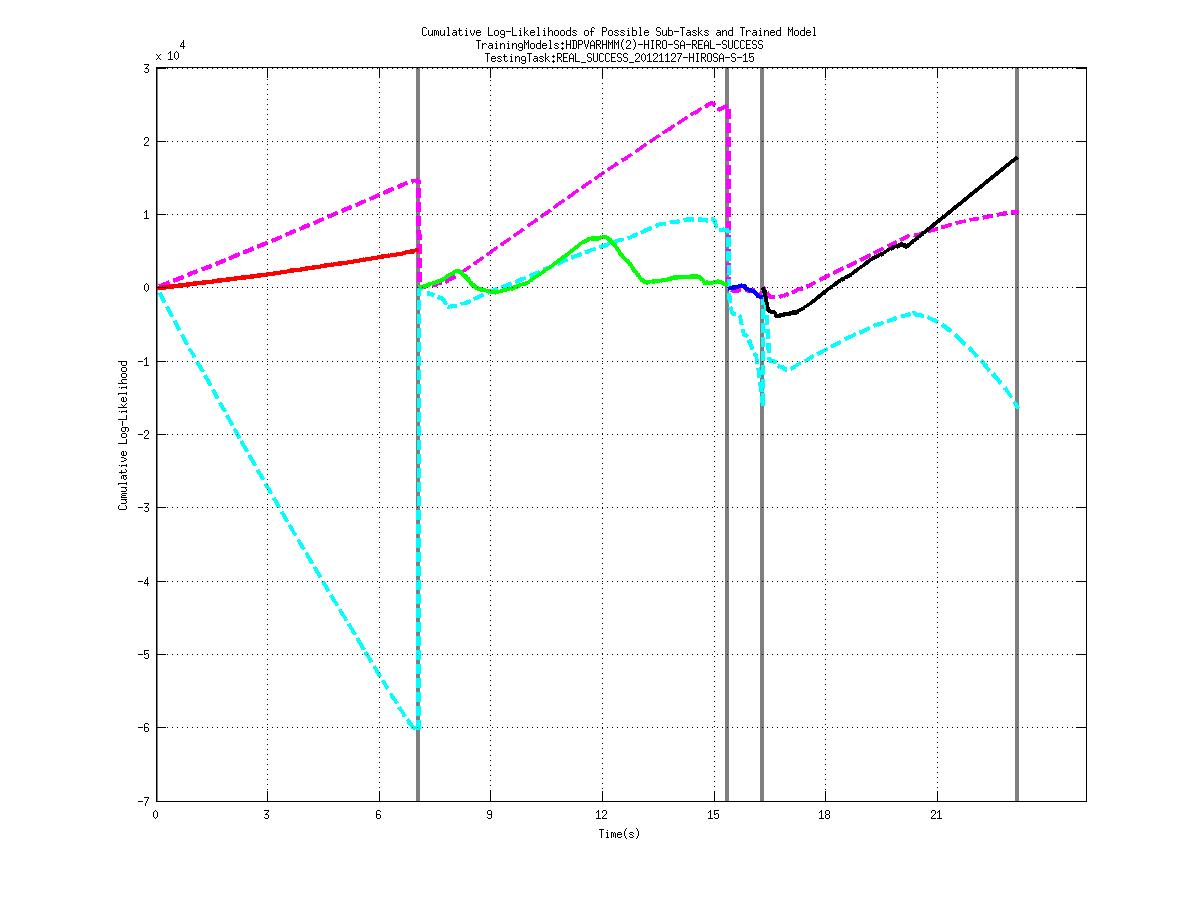 Cumulative Log-Likelihoods of Possible Sub-Tasks and Trained Model
TrainingModels:HDPVARHMM(2)-HIRO-SA-REAL-SUCCESS
TestingTask:REAL_SUCCESS_20121127-HIROSA-S-15
x 10^4
3
2
1
0
-1
-2
-3
-4
-5
-6
-7
Cumulative Log-Likelihood
0 3 6 9 12 15 18 21
Time(s)